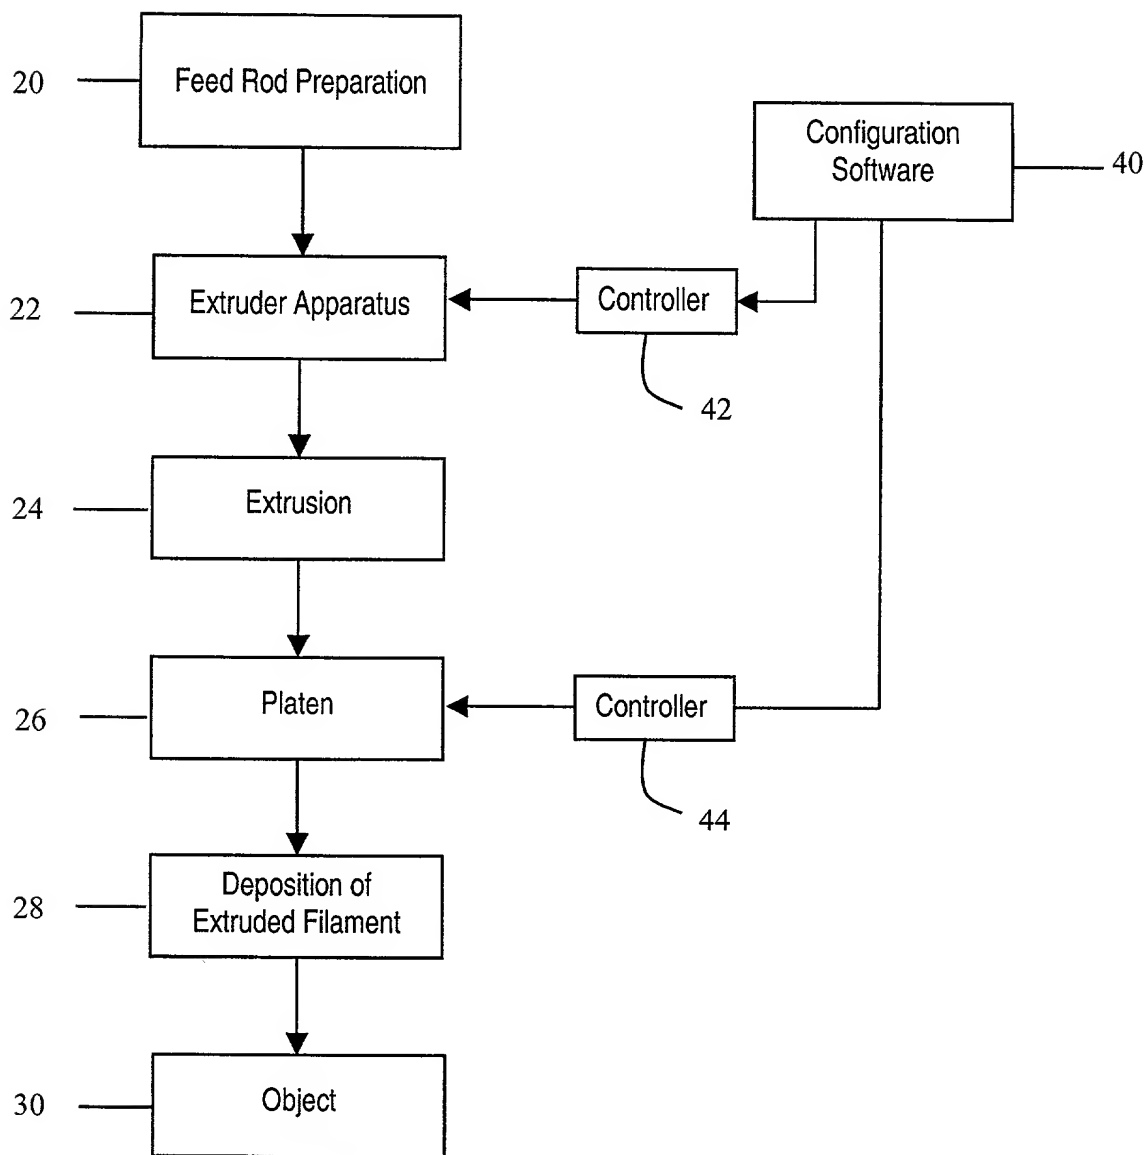 20
Feed Rod Preparation
Configuration
Software
40
22
Extruder Apparatus
Controller
42
24
Extrusion
26
Platen
Controller
44
28
Deposition of
Extruded Filament
30
Object